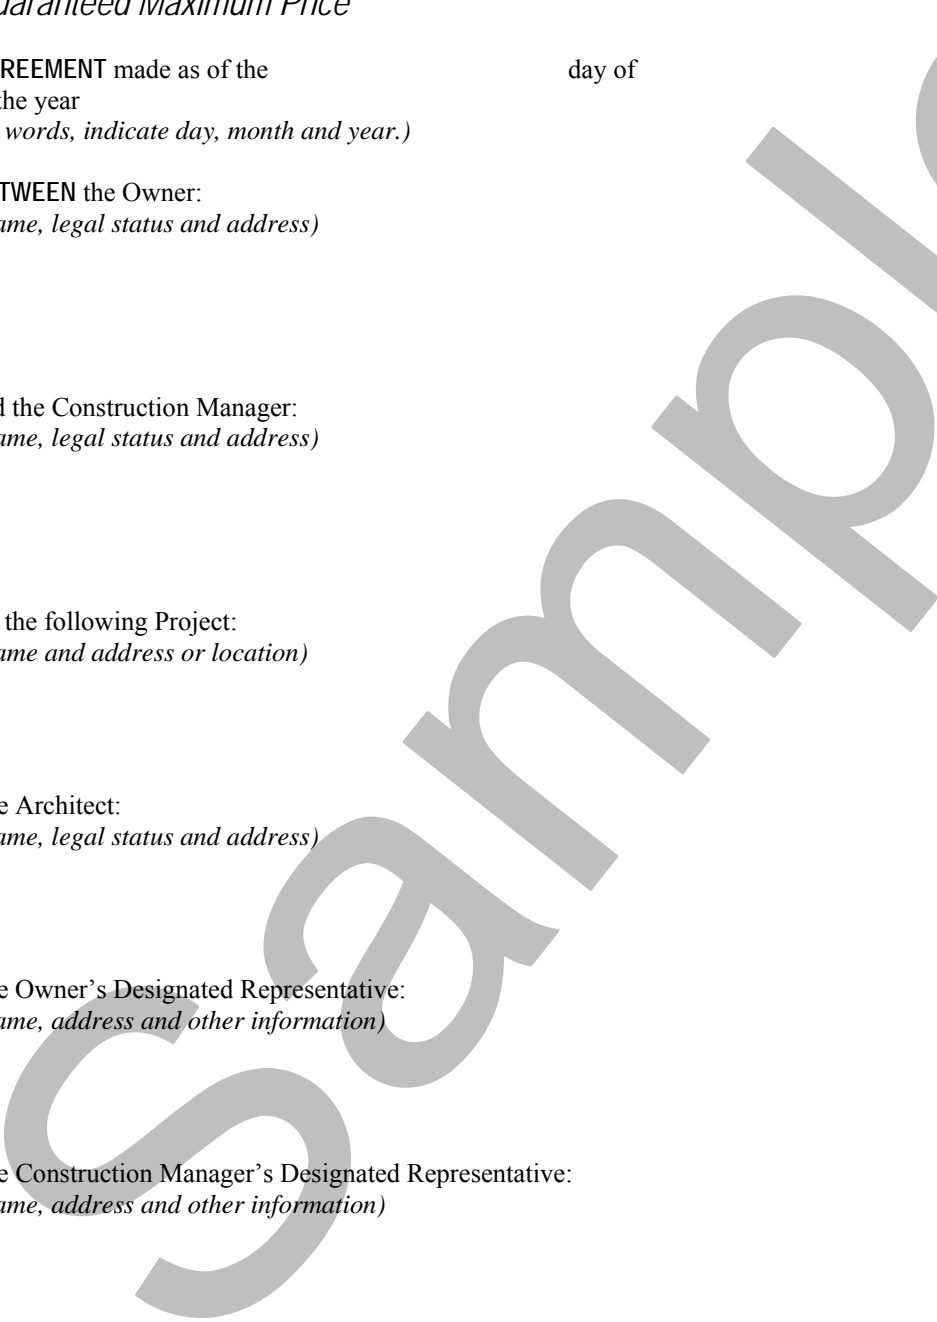 uaranteed Maximum Price
REEMENT made as of the day of
the year
words, indicate day, month and year.)
TWEEN the Owner:
ame, legal status and address)
d the Construction Manager:
ame, legal status and address)
the following Project:
ame and address or location)
e Architect:
ame, legal status and address)
e Owner’s Designated Representative:
ame, address and other information)
e Construction Manager’s Designated Representative:
ame, address and other information)
Sampl